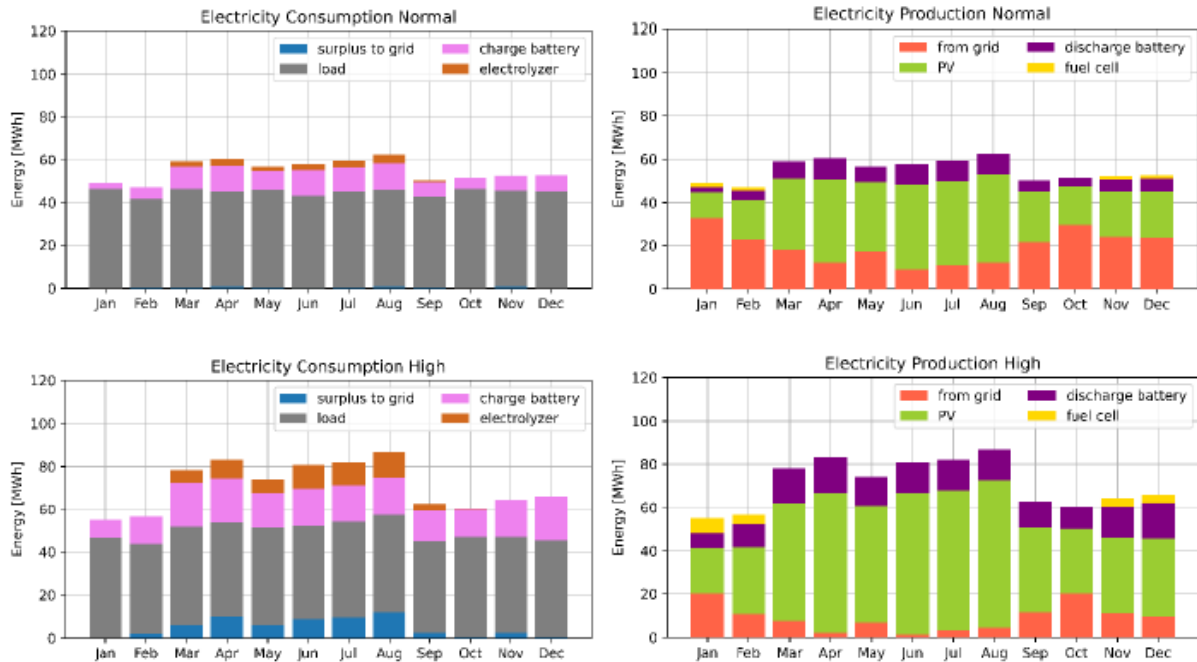 Electricity Consumption Normal
120
100
80
60
40
20
0
Energy [MWh]
surplus to grid
load
charge battery
electrolyzer
Jan Feb Mar Apr May Jun Jul Aug Sep Oct Nov Dec
Electricity Production Normal
120
100
80
60
40
20
0
Energy [MWh]
from grid
PV
discharge battery
fuel cell
Jan Feb Mar Apr May Jun Jul Aug Sep Oct Nov Dec
Electricity Consumption High
120
100
80
60
40
20
0
Energy [MWh]
surplus to grid
load
charge battery
electrolyzer
Jan Feb Mar Apr May Jun Jul Aug Sep Oct Nov Dec
Electricity Production High
120
100
80
60
40
20
0
Energy [MWh]
from grid
PV
discharge battery
fuel cell
Jan Feb Mar Apr May Jun Jul Aug Sep Oct Nov Dec